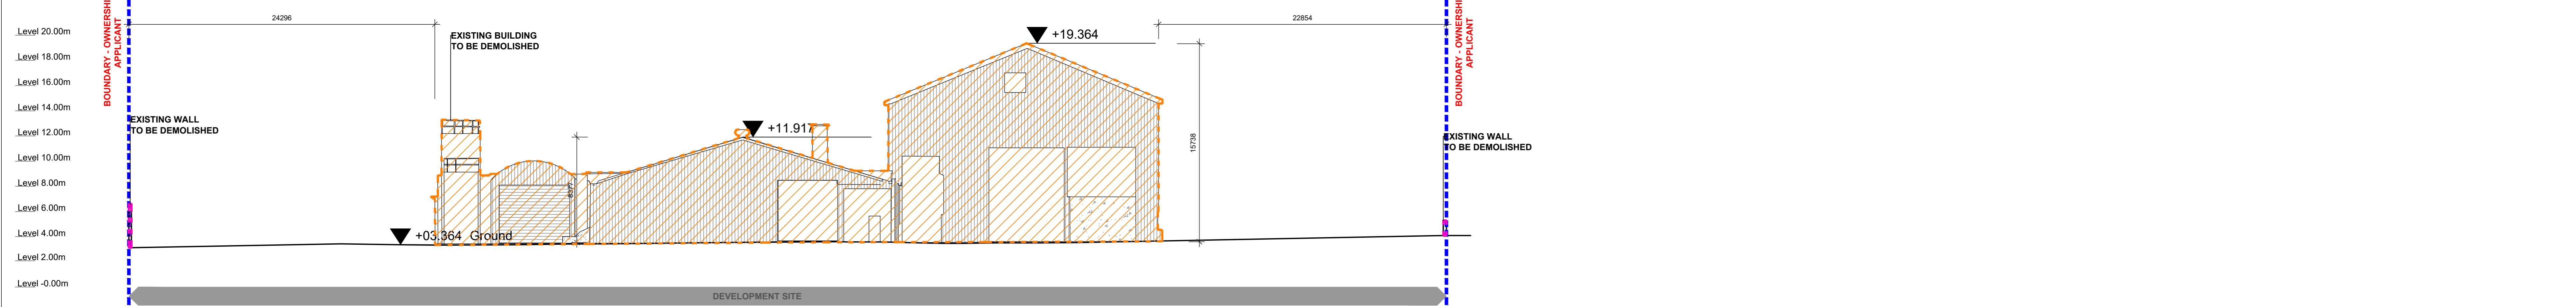 24296
22854
BOUNDARY - OWNERSHI
APPLICANT
BOUNDARY - OWNERSHI
APPLICANT
Level 20.00m
Level 18.00m
Level 16.00m
Level 14.00m
Level 12.00m
Level 10.00m
Level 8.00m
Level 6.00m
Level 4.00m
Level 2.00m
Level -0.00m
EXISTING BUILDING
TO BE DEMOLISHED
+19.364
EXISTING WALL
TO BE DEMOLISHED
+11.917
15738
EXISTING WALL
TO BE DEMOLISHED
8377
+03.364 Ground
DEVELOPMENT SITE